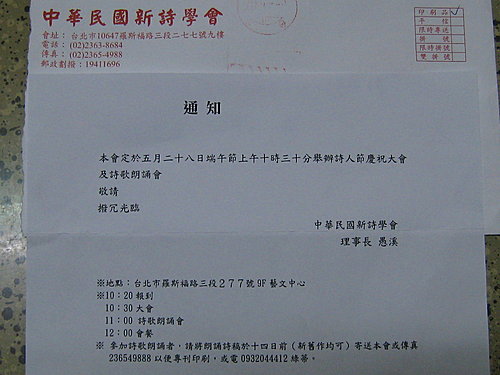 中華民國新詩學會
會址：台北市10647羅斯福路三段二七七號九樓
電話：(02)2363-8684
傳真：(02)2365-4988
郵政劃撥：19411696
印刷品
平信
限時專送
掛號
限時掛號
雙掛號
通知
本會定於五月二十八日端午節上午十時三十分舉辦詩人節慶祝大會
及詩歌朗誦會
敬請
撥冗光臨
中華民國新詩學會
理事長 愚溪
※地點：台北市羅斯福路三段277號9F藝文中心
※10：20報到
10：30大會
11：00 詩歌朗誦會
12：00會餐
※ 參加詩歌朗誦者，請將朗誦詩稿於十四日前（新舊作均可）寄送本會或傳真
236549888以便專刊印刷，或電0932044412綠蒂。